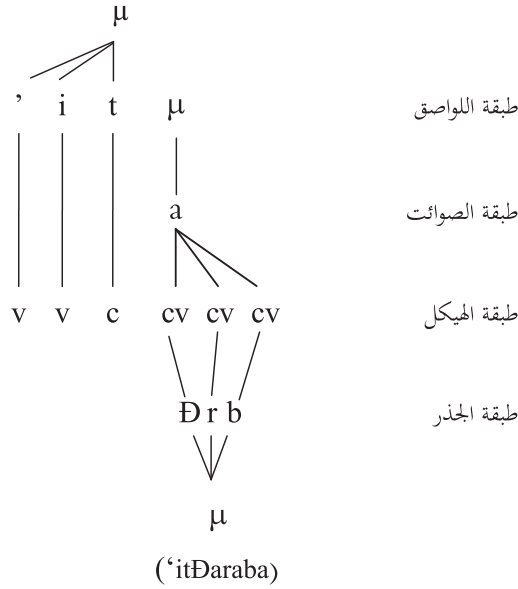 μ
’ i t μ طبقة اللواصق
a طبقة الصوائت
v v c cv cv cv طبقة الهيكل
Đ r b طبقة الجذر
μ
(‘itĐaraba)